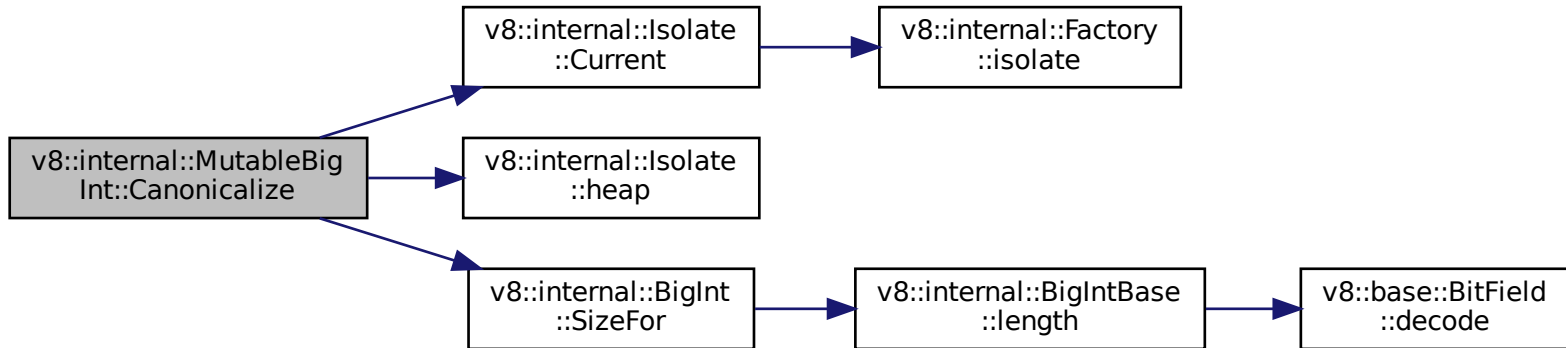 v8::internal::Isolate
::Current
v8::internal::Factory
::isolate
v8::internal::MutableBig
Int::Canonicalize
v8::internal::Isolate
::heap
v8::internal::BigInt
::SizeFor
v8::internal::BigIntBase
::length
v8::base::BitField
::decode